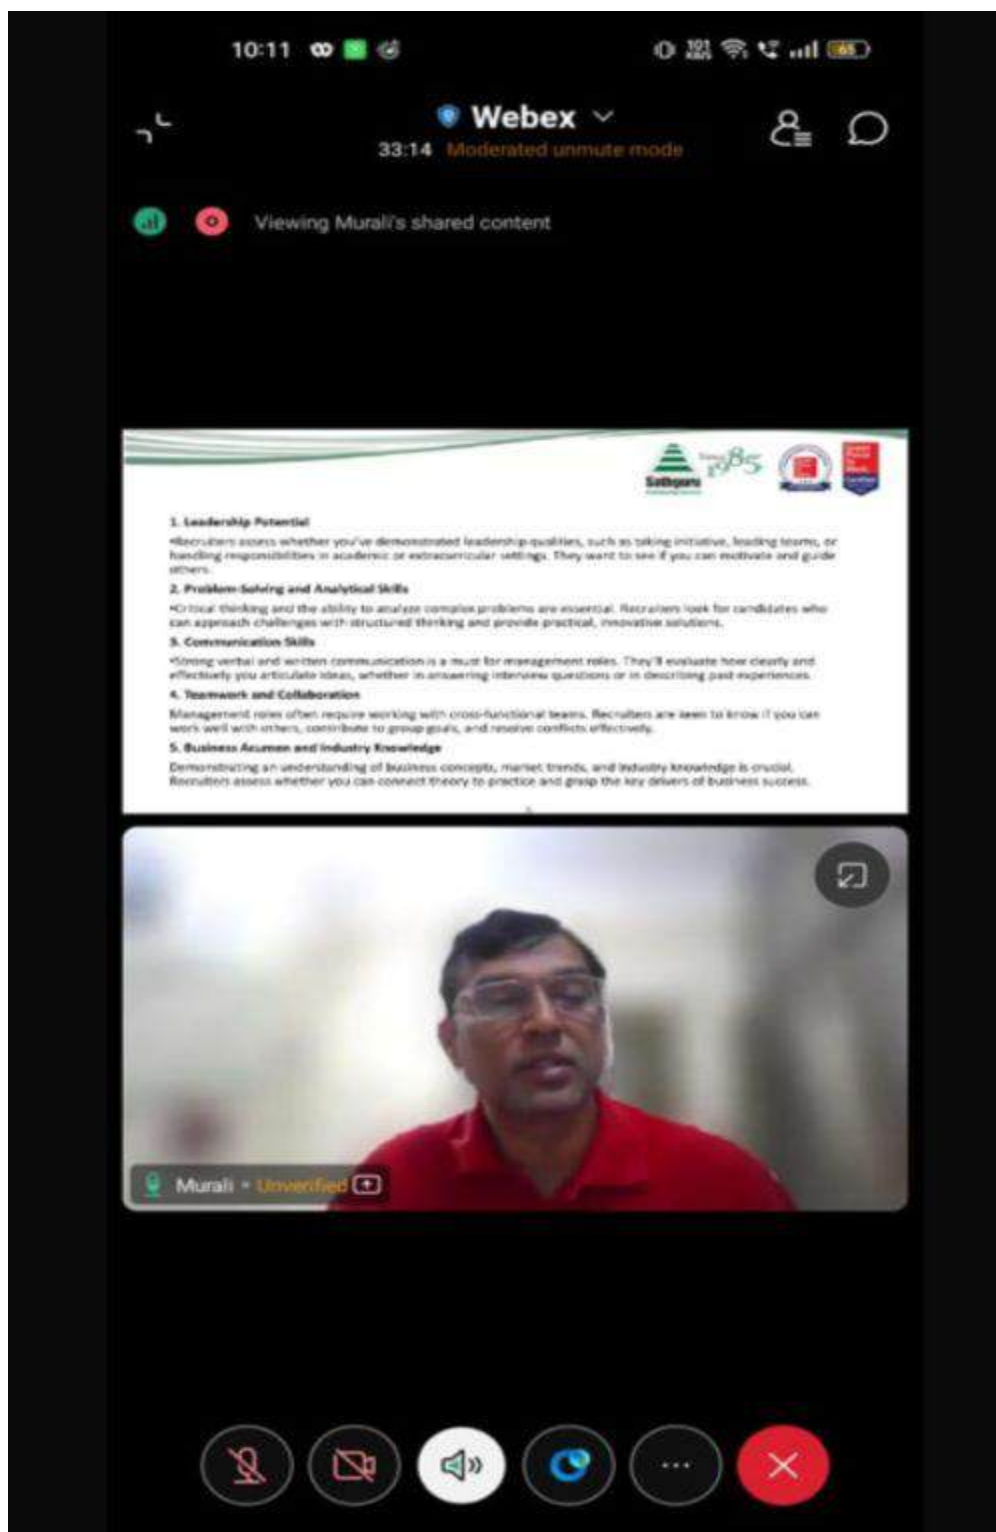 10:11
101
KB/S
65
Webex
33:14 Moderated unmute mode
Viewing Murali's shared content
Sathguru
Since
1985
1. Leadership Potential
•Recruiters assess whether you've demonstrated leadership qualities, such as taking initiative, leading teams, or
handling responsibilities in academic or extracurricular settings. They want to see if you can motivate and guide
others.
2. Problem-Solving and Analytical Skills
•Critical thinking and the ability to analyze complex problems are essential. Recruiters look for candidates who
can approach challenges with structured thinking and provide practical, innovative solutions.
3. Communication Skills
•Strong verbal and written communication is a must for management roles. They'll evaluate how clearly and
effectively you articulate ideas, whether in answering interview questions or in describing past experiences.
4. Teamwork and Collaboration
Management roles often require working with cross-functional teams. Recruiters are keen to know if you can
work well with others, contribute to group goals, and resolve conflicts effectively.
5. Business Acumen and Industry Knowledge
Demonstrating an understanding of business concepts, market trends, and industry knowledge is crucial.
Recruiters assess whether you can connect theory to practice and grasp the key drivers of business success.
Murali • Unverified